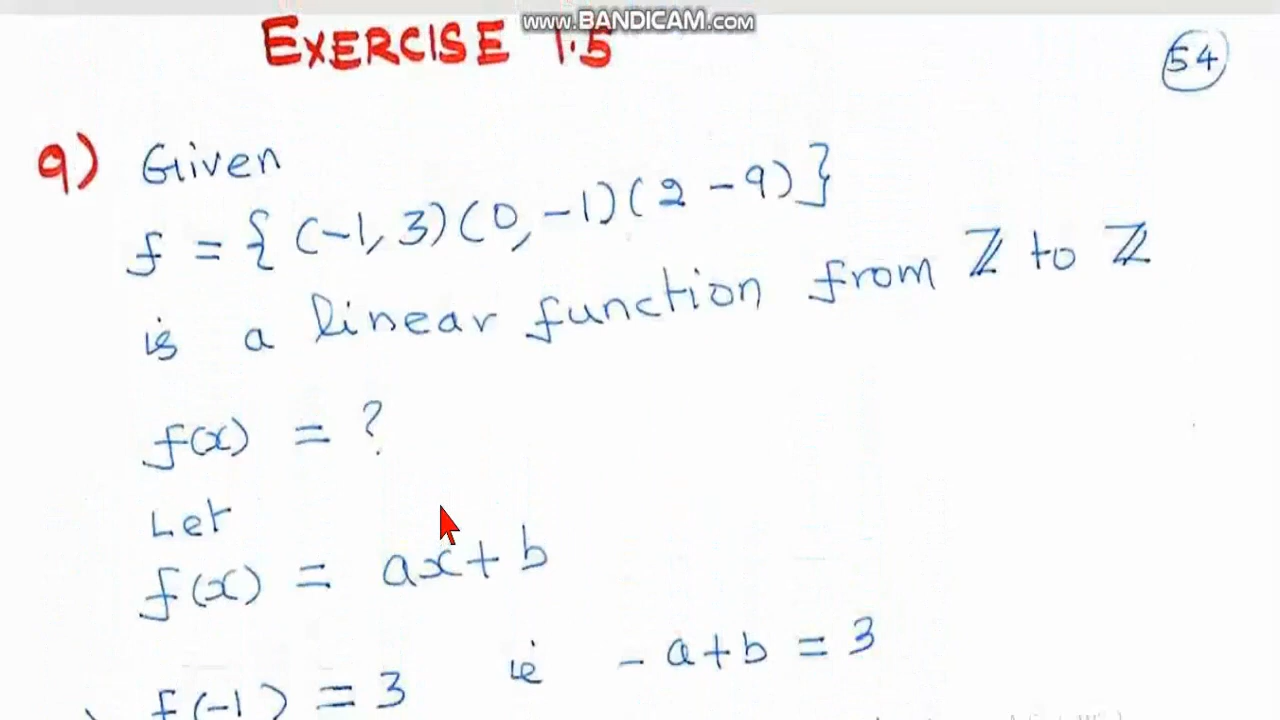 www.BANDICAM.com
EXERCISE 1.5
54
9) Given
f = {(-1, 3)(0, -1)(2 -9)}
is a linear function from ℤ to ℤ
f(x) = ?
Let
f(x) = ax + b
f(-1) = 3 ie -a+b = 3